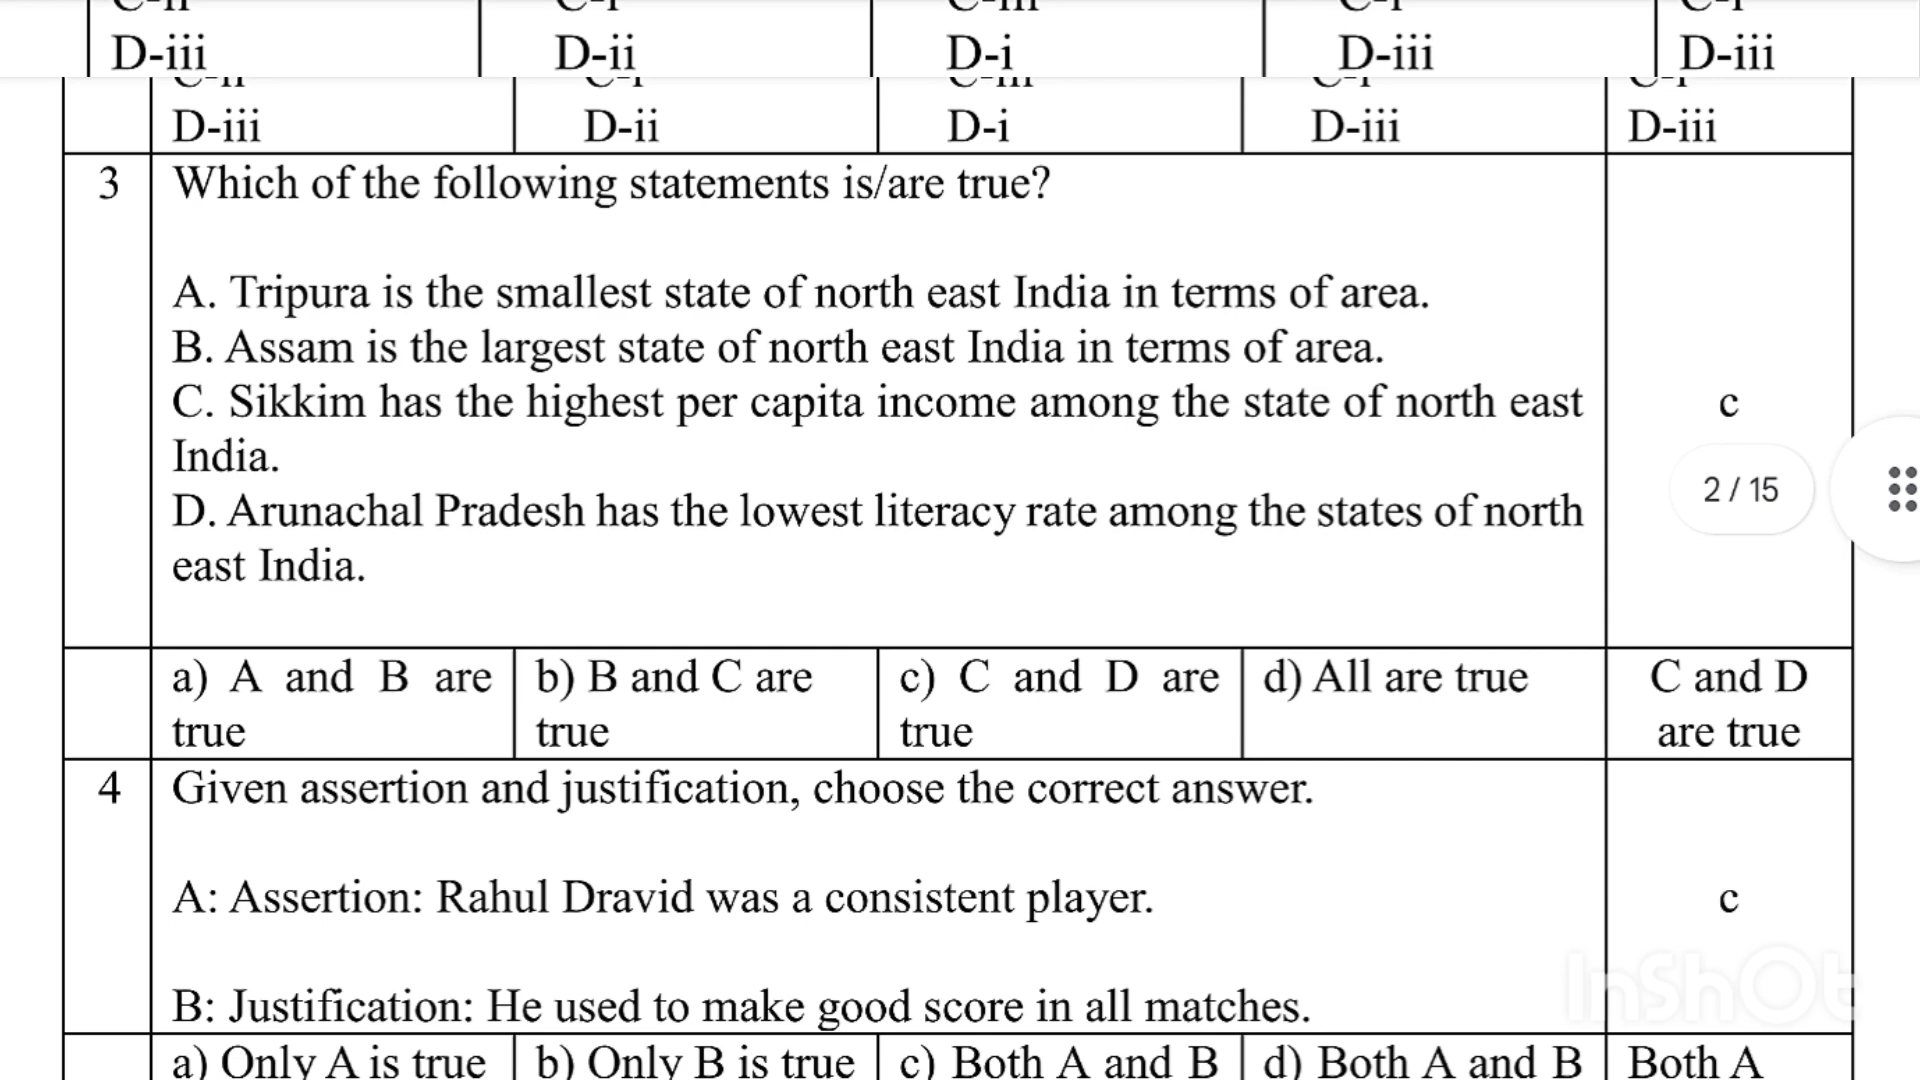 D-iii D-ii D-i D-iii D-iii
D-iii D-ii D-i D-iii D-iii
3 Which of the following statements is/are true?
A. Tripura is the smallest state of north east India in terms of area.
B. Assam is the largest state of north east India in terms of area.
C. Sikkim has the highest per capita income among the state of north east
India.
c
2 / 15
D. Arunachal Pradesh has the lowest literacy rate among the states of north
east India.
a) A and B are b) B and C are c) C and D are d) All are true C and D
true true true are true
4 Given assertion and justification, choose the correct answer.
A: Assertion: Rahul Dravid was a consistent player.
c
B: Justification: He used to make good score in all matches.
InShOt
a) Only A is true b) Only B is true c) Both A and B d) Both A and B Both A